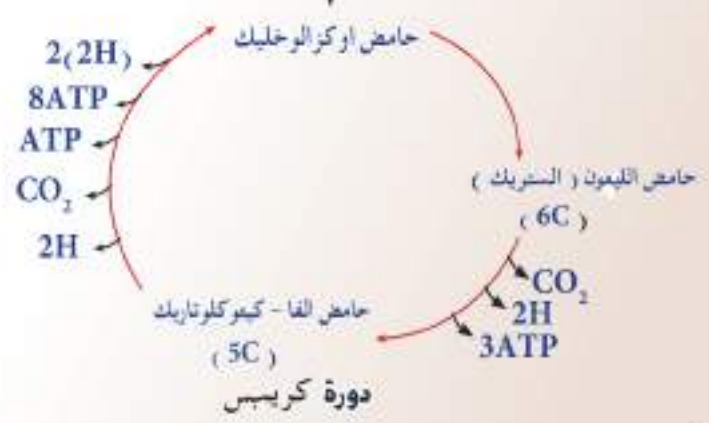 حامض اوكزالوخليك
حامض الليمون ( الستريك )
( 6C )
CO₂
2H
3ATP
حامض الفا - كيتوكلوتاريك
( 5C )
2H
CO₂
ATP
8ATP
2(2H)
دورة كريبس